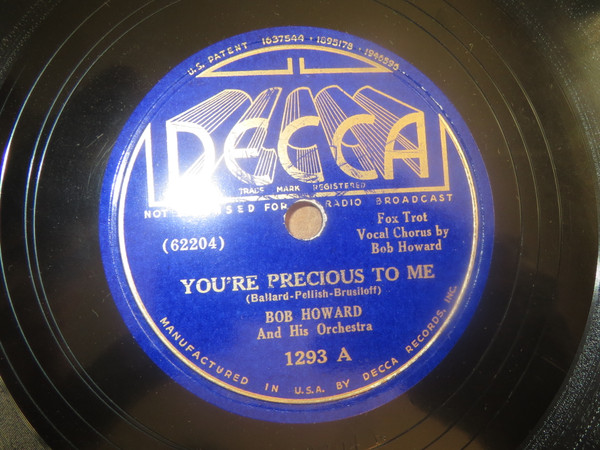 U.S. PATENT 1637544 · 1695178 · 1946596
DECCA
TRADE MARK REGISTERED
FOR RADIO BROADCAST
Fox Trot
(62204)
Vocal Chorus by
Bob Howard
YOU'RE PRECIOUS TO ME
(Ballard-Pellish-Brusiloff)
BOB HOWARD
And His Orchestra
1293 A
MANUFACTURED IN U.S.A. BY DECCA RECORDS, INC.